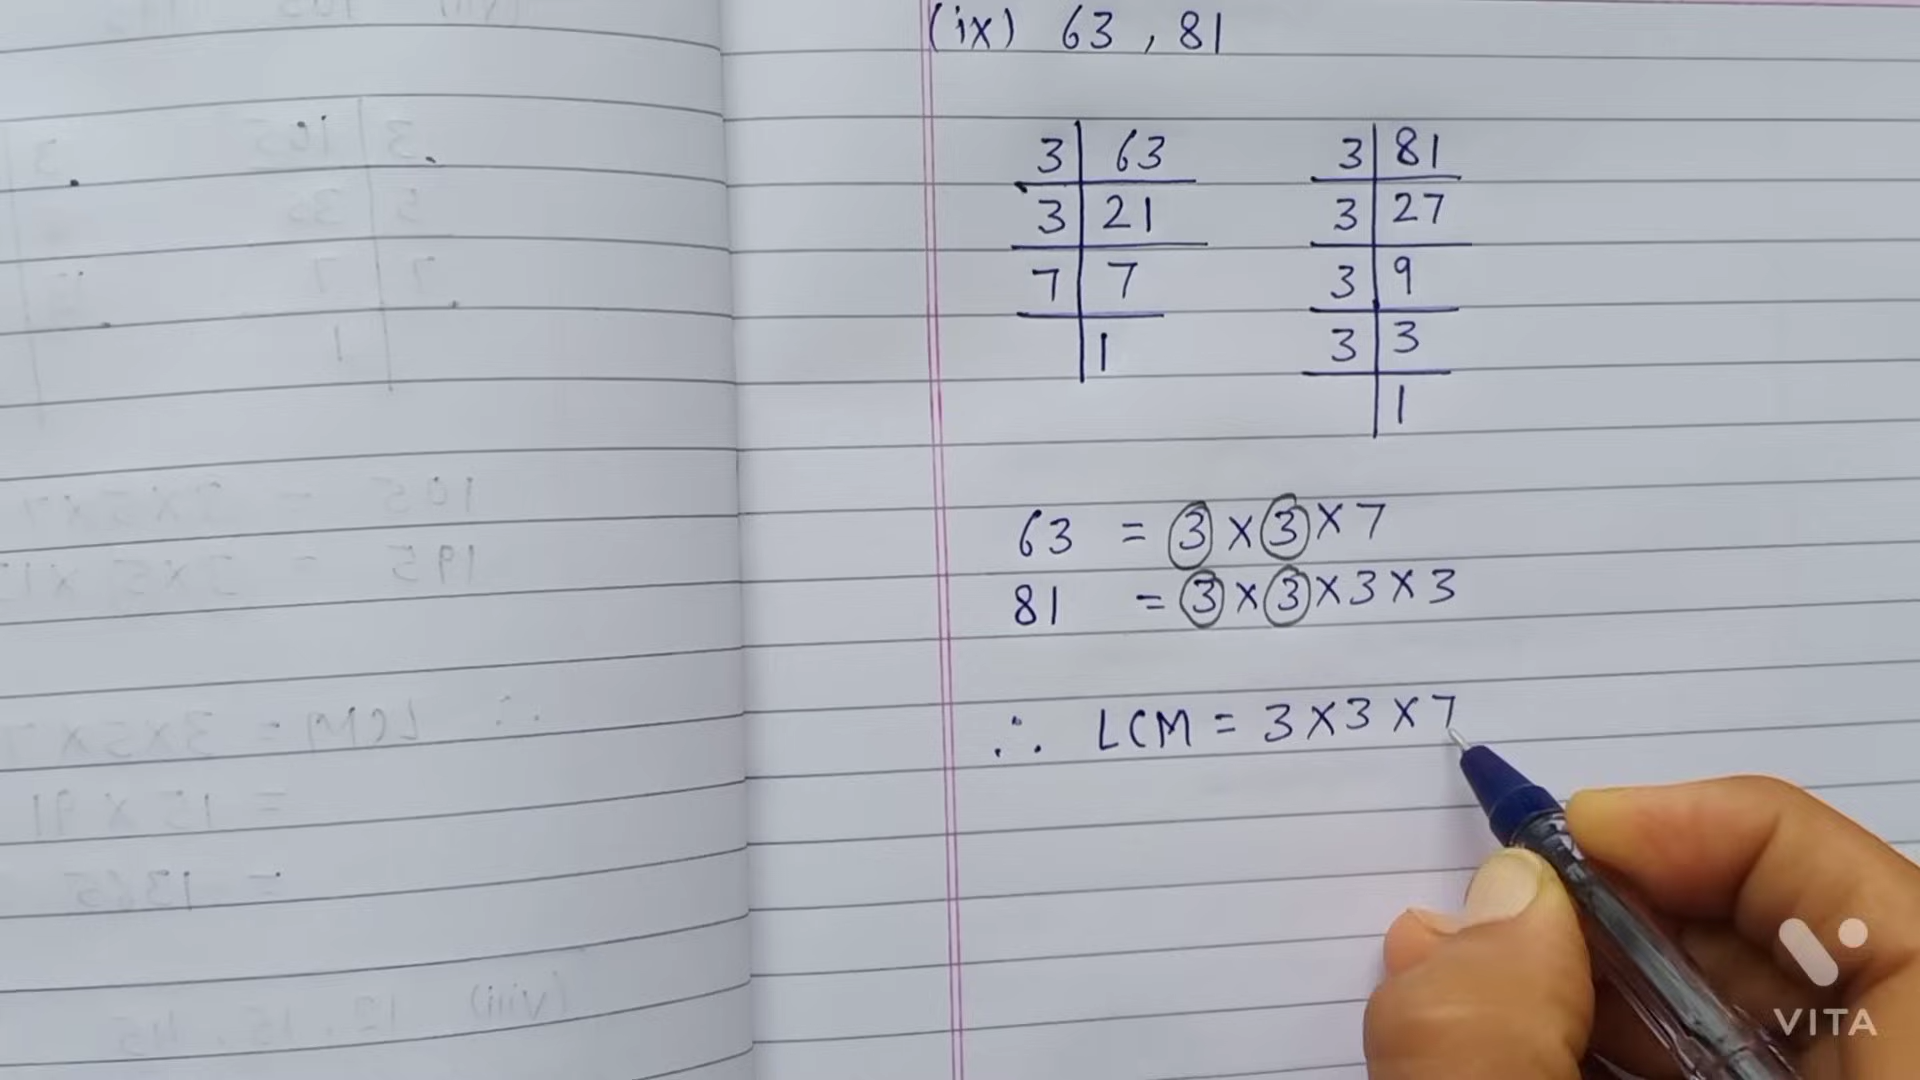 (ix) 63 , 81
3 | 63
3 | 21
7 | 7
1
3 | 81
3 | 27
3 | 9
3 | 3
1
63 = 3 × 3 × 7
81 = 3 × 3 × 3 × 3
∴ LCM = 3 × 3 × 7
VITA